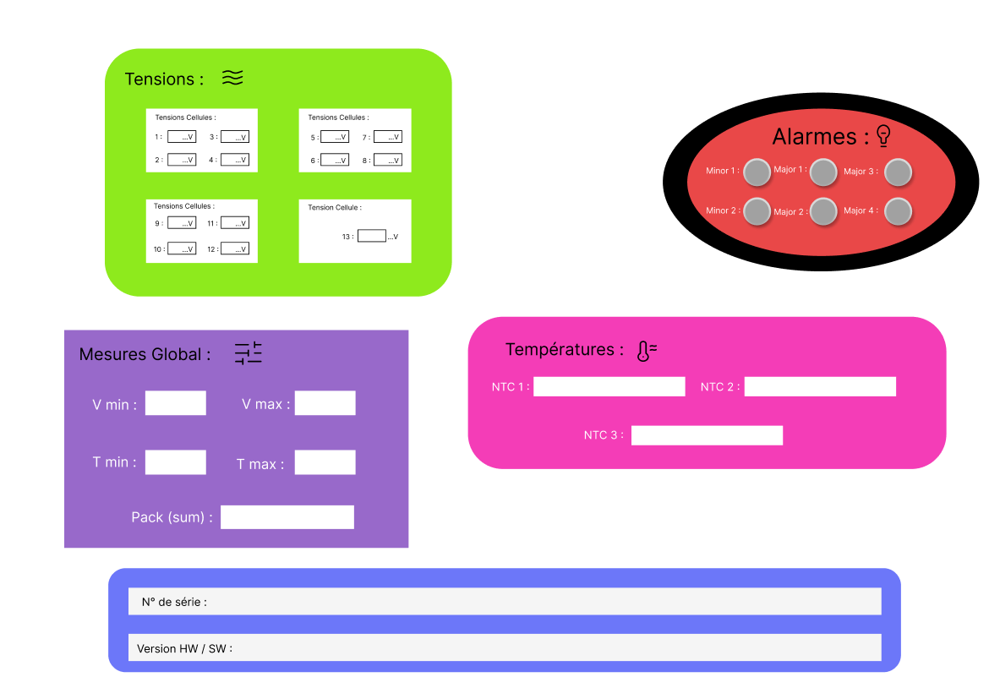 Tensions :
Tensions Cellules :
1 : ...V 3 : ...V
2 : ...V 4 : ...V
Tensions Cellules :
5 : ...V 7 : ...V
6 : ...V 8 : ...V
Tensions Cellules :
9 : ...V 11 : ...V
10 : ...V 12 : ...V
Tension Cellule :
13 : ...V
Alarmes :
Minor 1 : Major 1 : Major 3 :
Minor 2 : Major 2 : Major 4 :
Mesures Global :
V min : V max :
T min : T max :
Pack (sum) :
Températures :
NTC 1 : NTC 2 :
NTC 3 :
N° de série :
Version HW / SW :